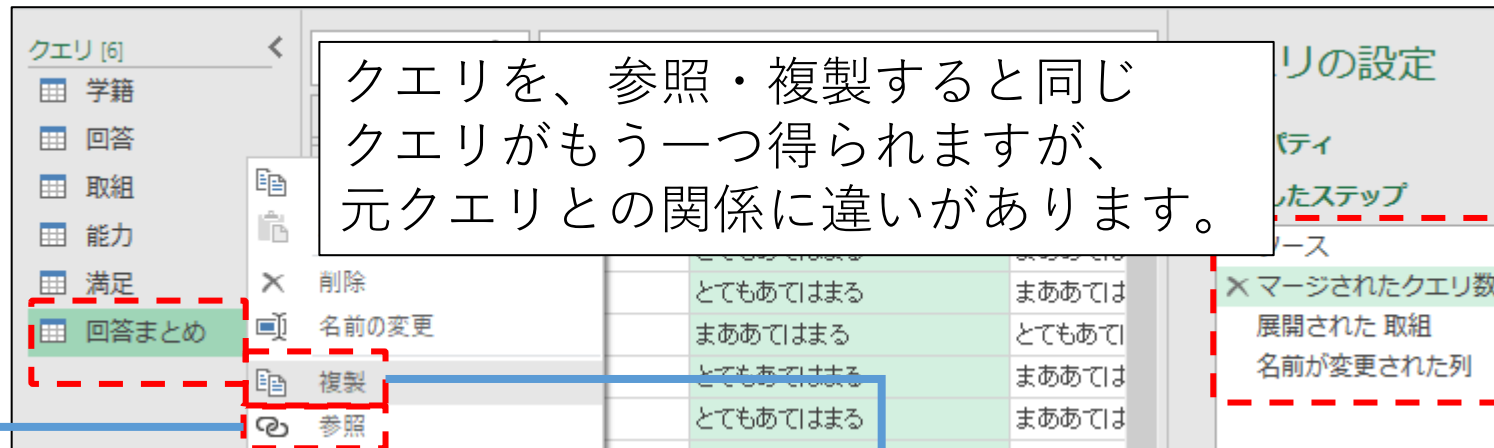 クエリ [6]
学籍
回答
取組
能力
満足
回答まとめ
クエリを、参照・複製すると同じ
クエリがもう一つ得られますが、
元クエリとの関係に違いがあります。
削除
名前の変更
複製
参照
とてもあてはまる
とてもあてはまる
まああては
まああてはまる
とてもあてl
とてもあてはまる
まああては
とてもあてはまる
まああては
リの設定
パティ
したステップ
ソース
マージされたクエリ数
展開された 取組
名前が変更された列